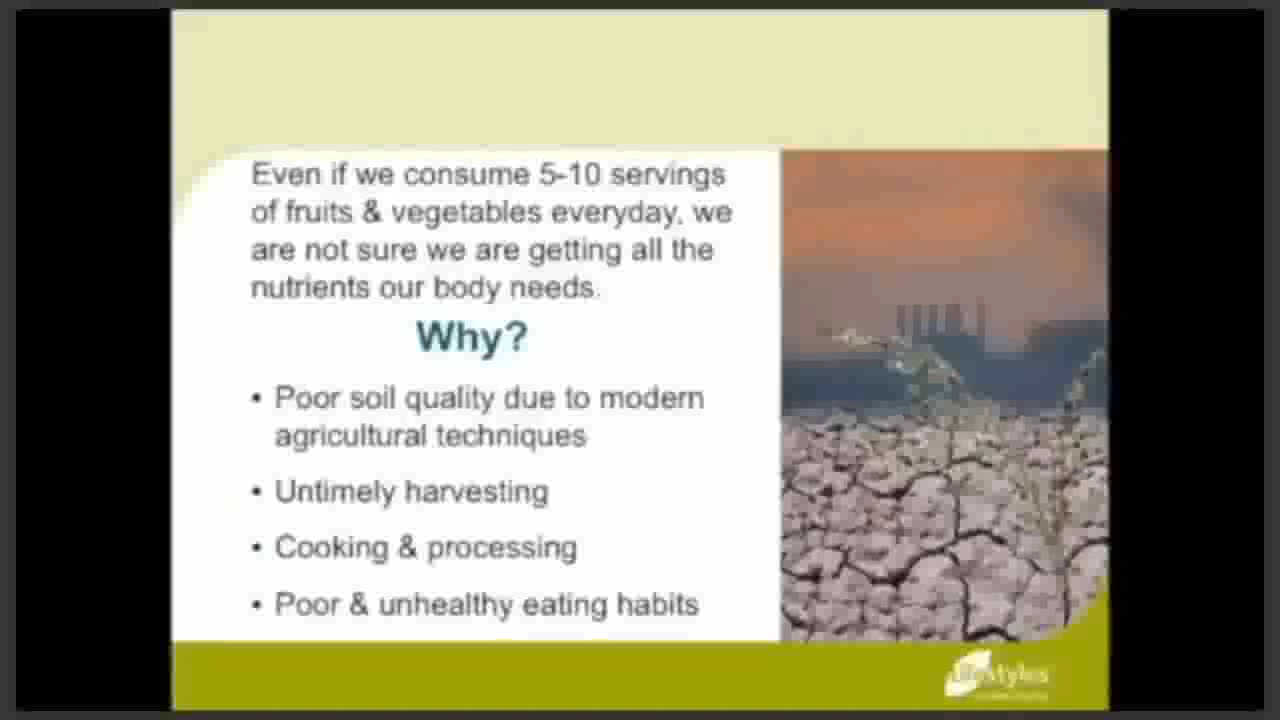 Even if we consume 5-10 servings
of fruits & vegetables everyday, we
are not sure we are getting all the
nutrients our body needs.
Why?
• Poor soil quality due to modern
agricultural techniques
• Untimely harvesting
• Cooking & processing
• Poor & unhealthy eating habits
lifestyles